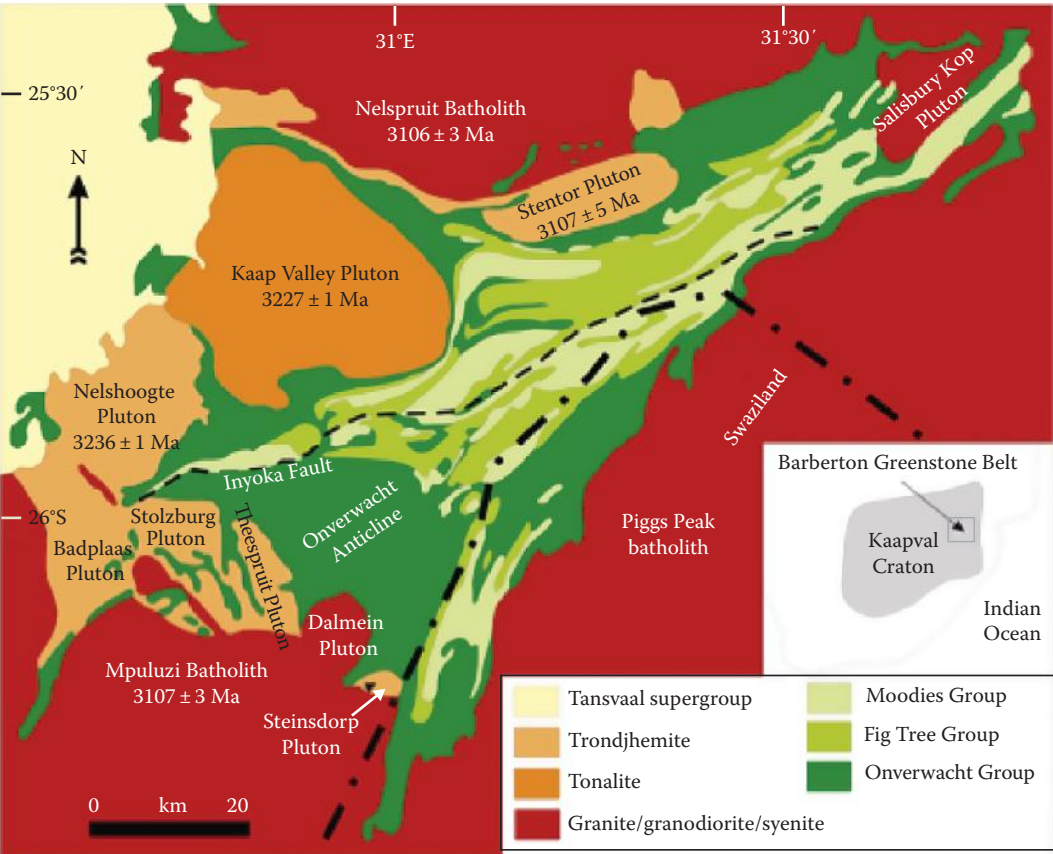 31°E
31°30′
25°30′
N
Nelspruit Batholith
3106 ± 3 Ma
Salisbury Kop
Pluton
Stentor Pluton
3107 ± 5 Ma
Kaap Valley Pluton
3227 ± 1 Ma
Nelshoogte
Pluton
3236 ± 1 Ma
Swaziland
Inyoka Fault
Onverwacht
Anticline
26°S
Stolzburg
Pluton
Badplaas
Pluton
Theespruit Pluton
Piggs Peak
batholith
Dalmein
Pluton
Mpuluzi Batholith
3107 ± 3 Ma
Steinsdorp
Pluton
Barberton Greenstone Belt
Kaapval
Craton
Indian
Ocean
Tansvaal supergroup
Trondjhemite
Tonalite
Granite/granodiorite/syenite
Moodies Group
Fig Tree Group
Onverwacht Group
0 km 20